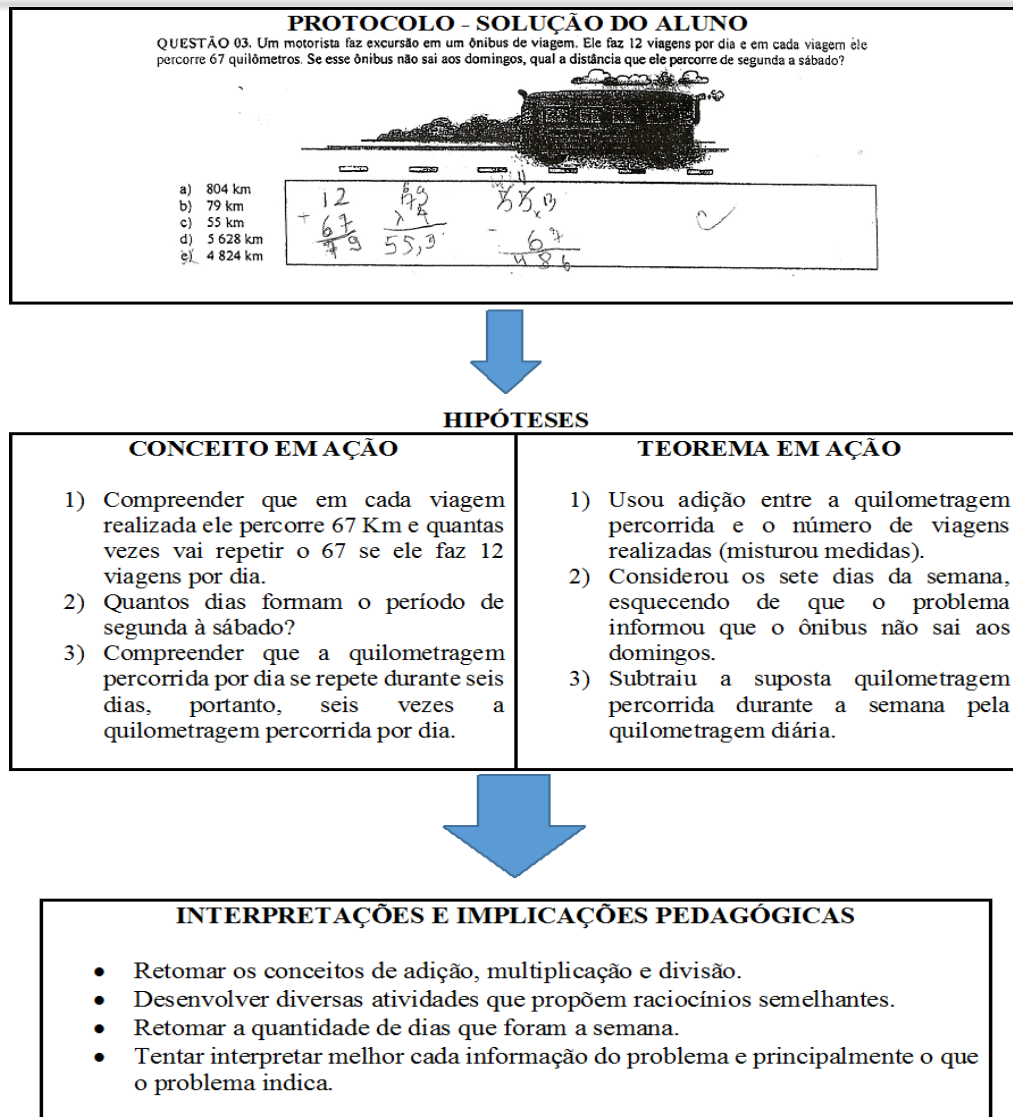 PROTOCOLO - SOLUÇÃO DO ALUNO
QUESTÃO 03. Um motorista faz excursão em um ônibus de viagem. Ele faz 12 viagens por dia e em cada viagem ele
percorre 67 quilômetros. Se esse ônibus não sai aos domingos, qual a distância que ele percorre de segunda a sábado?
a) 804 km
b) 79 km
c) 55 km
d) 5 628 km
e) 4 824 km
12
+ 67
79
55,3
- 67
486
HIPÓTESES
CONCEITO EM AÇÃO
1) Compreender que em cada viagem
realizada ele percorre 67 Km e quantas
vezes vai repetir o 67 se ele faz 12
viagens por dia.
2) Quantos dias formam o período de
segunda à sábado?
3) Compreender que a quilometragem
percorrida por dia se repete durante seis
dias, portanto, seis vezes a
quilometragem percorrida por dia.
TEOREMA EM AÇÃO
1) Usou adição entre a quilometragem
percorrida e o número de viagens
realizadas (misturou medidas).
2) Considerou os sete dias da semana,
esquecendo de que o problema
informou que o ônibus não sai aos
domingos.
3) Subtraiu a suposta quilometragem
percorrida durante a semana pela
quilometragem diária.
INTERPRETAÇÕES E IMPLICAÇÕES PEDAGÓGICAS
• Retomar os conceitos de adição, multiplicação e divisão.
• Desenvolver diversas atividades que propõem raciocínios semelhantes.
• Retomar a quantidade de dias que foram a semana.
• Tentar interpretar melhor cada informação do problema e principalmente o que
o problema indica.